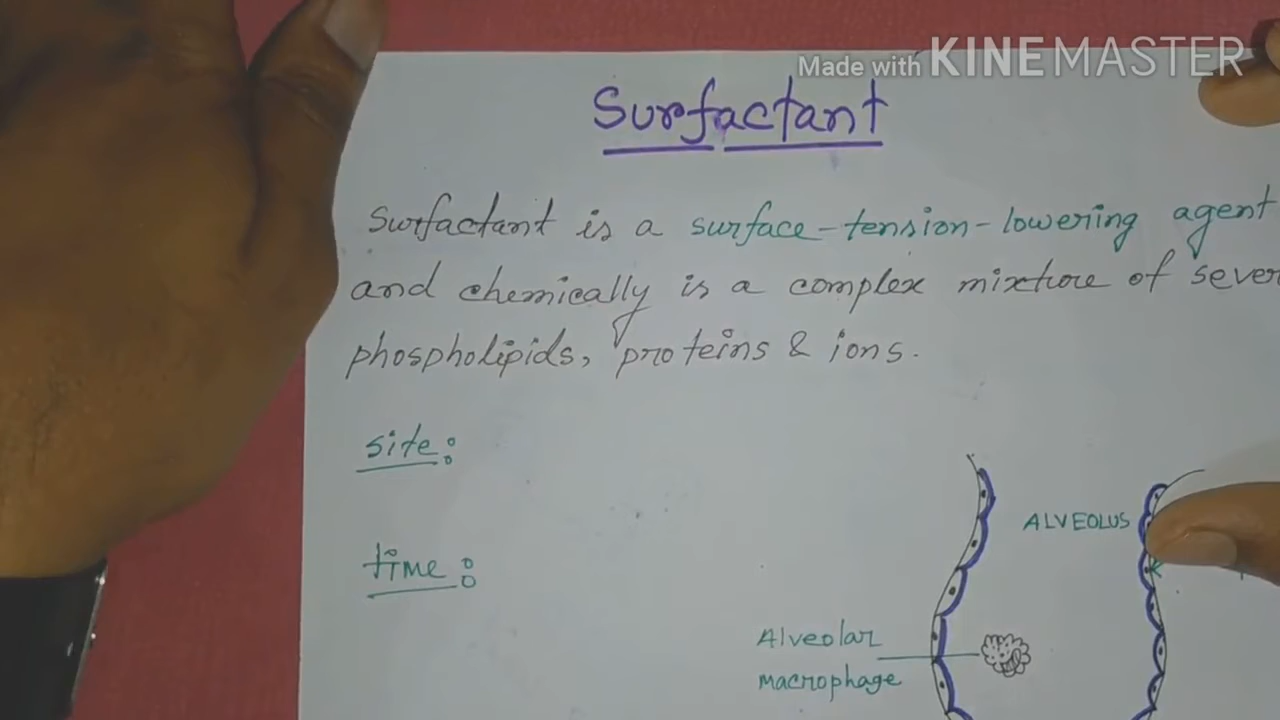 Made with KINEMASTER
Surfactant
Surfactant is a surface-tension-lowering agent
and chemically is a complex mixture of sever
phospholipids, proteins & ions.
site:
ALVEOLUS
time:
Alveolar
macrophage